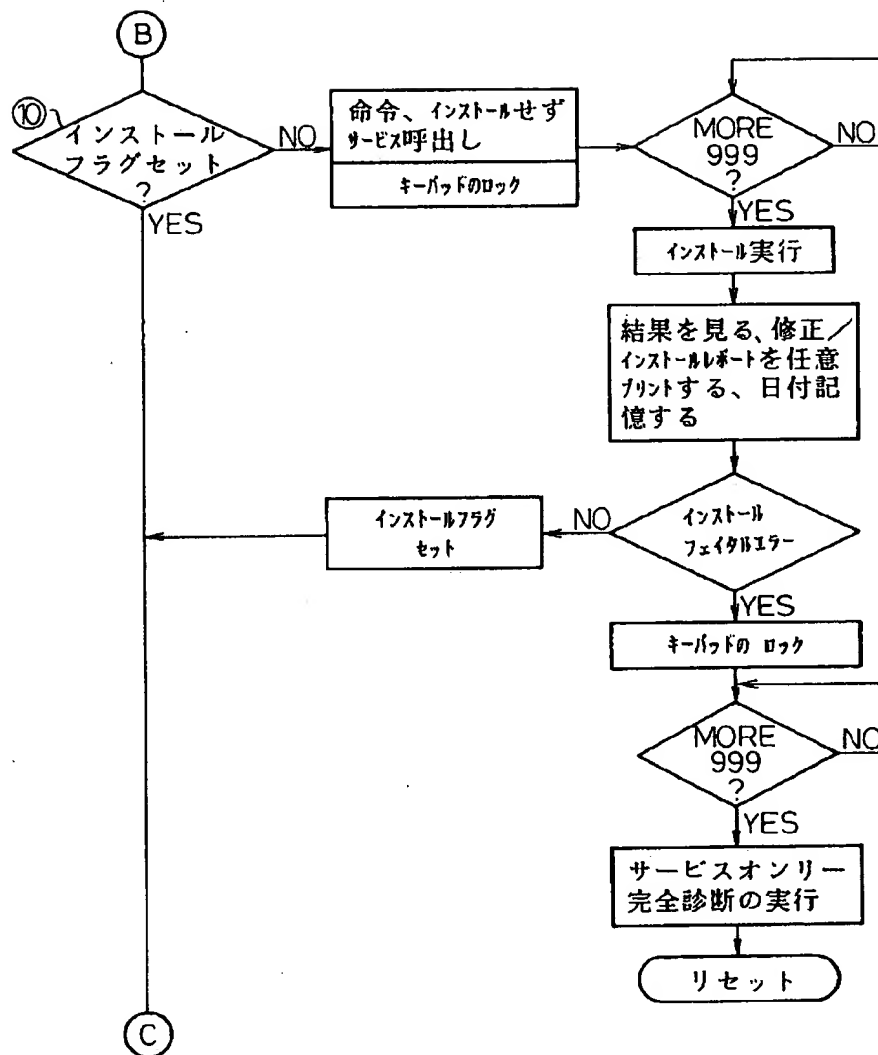 B
⑩
インストール
フラグセット
?
NO
YES
命令、インストールせず
サービス呼出し
キーパッドのロック
MORE
999
?
NO
YES
インストール実行
結果を見る、修正/
インストールレポートを任意
プリントする、日付記
憶する
インストール
フェイタルエラー
NO
インストールフラグ
セット
YES
キーパッドの ロック
MORE
999
?
NO
YES
サービスオンリー
完全診断の実行
リセット
C